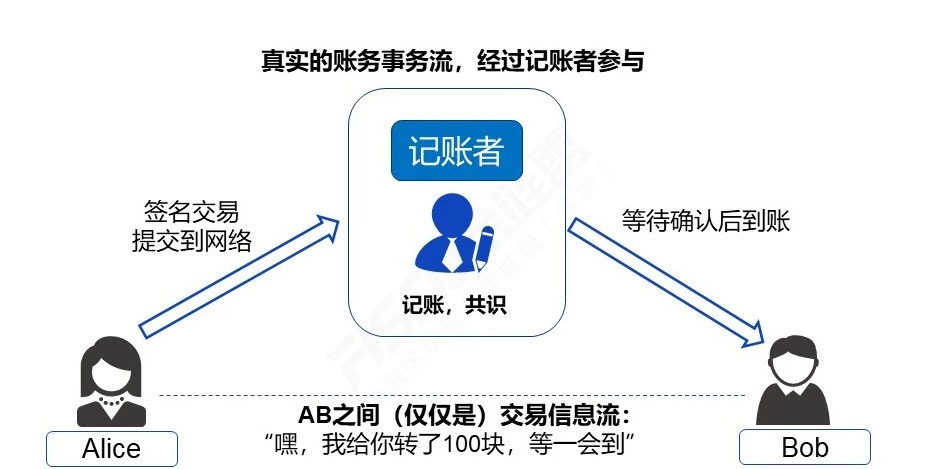 真实的账务事务流，经过记账者参与
记账者
签名交易
提交到网络
等待确认后到账
记账，共识
AB之间（仅仅是）交易信息流：
“嘿，我给你转了100块，等一会到”
Alice
Bob